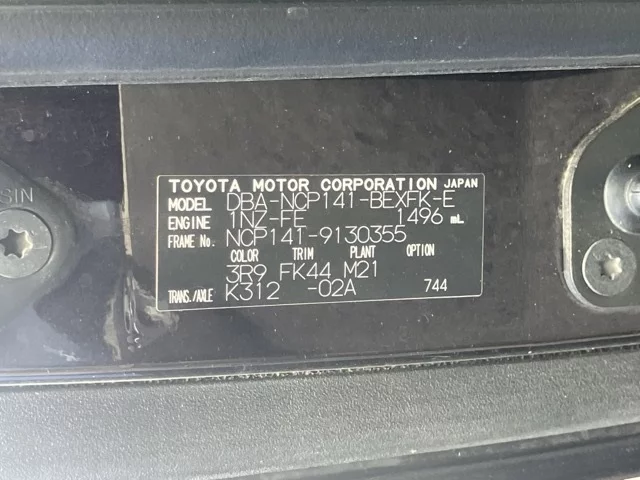 TOYOTA MOTOR CORPORATION JAPAN
MODEL DBA-NCP141-BEXFK-E
ENGINE 1NZ-FE 1496 mL
FRAME No. NCP141-9130355
COLOR TRIM PLANT OPTION
3R9 FK44 M21
TRANS./AXLE K312 -02A 744
SIN